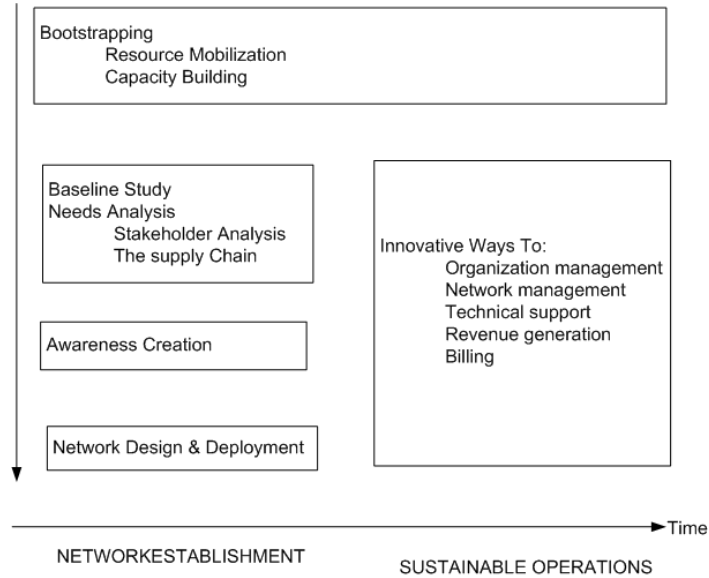 Bootstrapping
Resource Mobilization
Capacity Building
Baseline Study
Needs Analysis
Stakeholder Analysis
The supply Chain
Awareness Creation
Network Design & Deployment
Innovative Ways To:
Organization management
Network management
Technical support
Revenue generation
Billing
Time
NETWORKESTABLISHMENT
SUSTAINABLE OPERATIONS